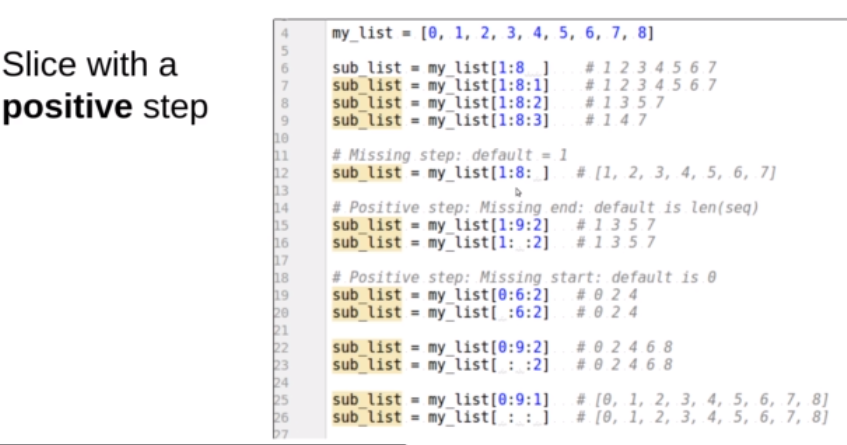 Slice with a
positive step
4 my_list = [0, 1, 2, 3, 4, 5, 6, 7, 8]
5
6 sub_list = my_list[1:8  ] # 1 2 3 4 5 6 7
7 sub_list = my_list[1:8:1] # 1 2 3 4 5 6 7
8 sub_list = my_list[1:8:2] # 1 3 5 7
9 sub_list = my_list[1:8:3] # 1 4 7
10
11 # Missing step: default = 1
12 sub_list = my_list[1:8: ] # [1, 2, 3, 4, 5, 6, 7]
13
14 # Positive step: Missing end: default is len(seq)
15 sub_list = my_list[1:9:2] # 1 3 5 7
16 sub_list = my_list[1: :2] # 1 3 5 7
17
18 # Positive step: Missing start: default is 0
19 sub_list = my_list[0:6:2] # 0 2 4
20 sub_list = my_list[ :6:2] # 0 2 4
21
22 sub_list = my_list[0:9:2] # 0 2 4 6 8
23 sub_list = my_list[ : :2] # 0 2 4 6 8
24
25 sub_list = my_list[0:9:1] # [0, 1, 2, 3, 4, 5, 6, 7, 8]
26 sub_list = my_list[ : : ] # [0, 1, 2, 3, 4, 5, 6, 7, 8]
27